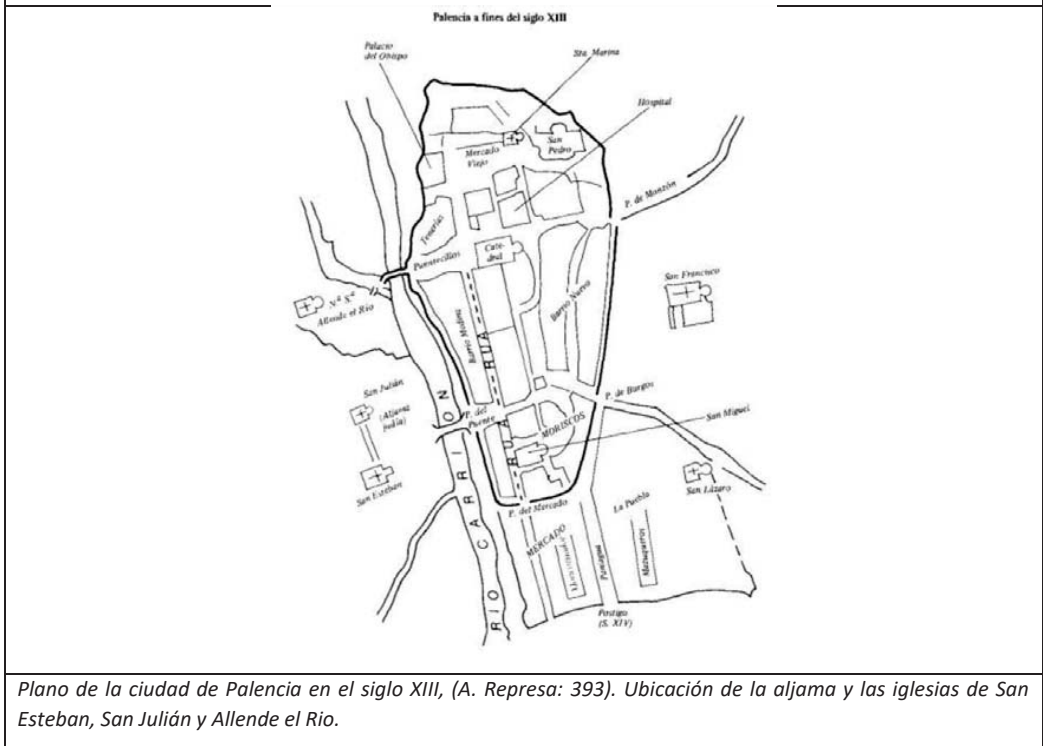 Palencia a fines del siglo XIII
Palacio
del Obispo
Sta. Marina
Hospital
San
Pedro
Mercado
Viejo
P. de Monzón
Tenerías
Puentecillas
Cate-
dral
San Francisco
Nª Sª
Allende el Rio
Barrio Medina
Barrio Nuevo
RUA
San Julián
(Aljama
judía)
P. del
Puente
MORISCOS
P. de Burgos
San Miguel
San Esteban
San Lázaro
P. del Mercado
La Puebla
MERCADO
Mazaqueros
Postigo
(S. XIV)
RIO CARRION
Plano de la ciudad de Palencia en el siglo XIII, (A. Represa: 393). Ubicación de la aljama y las iglesias de San
Esteban, San Julián y Allende el Rio.